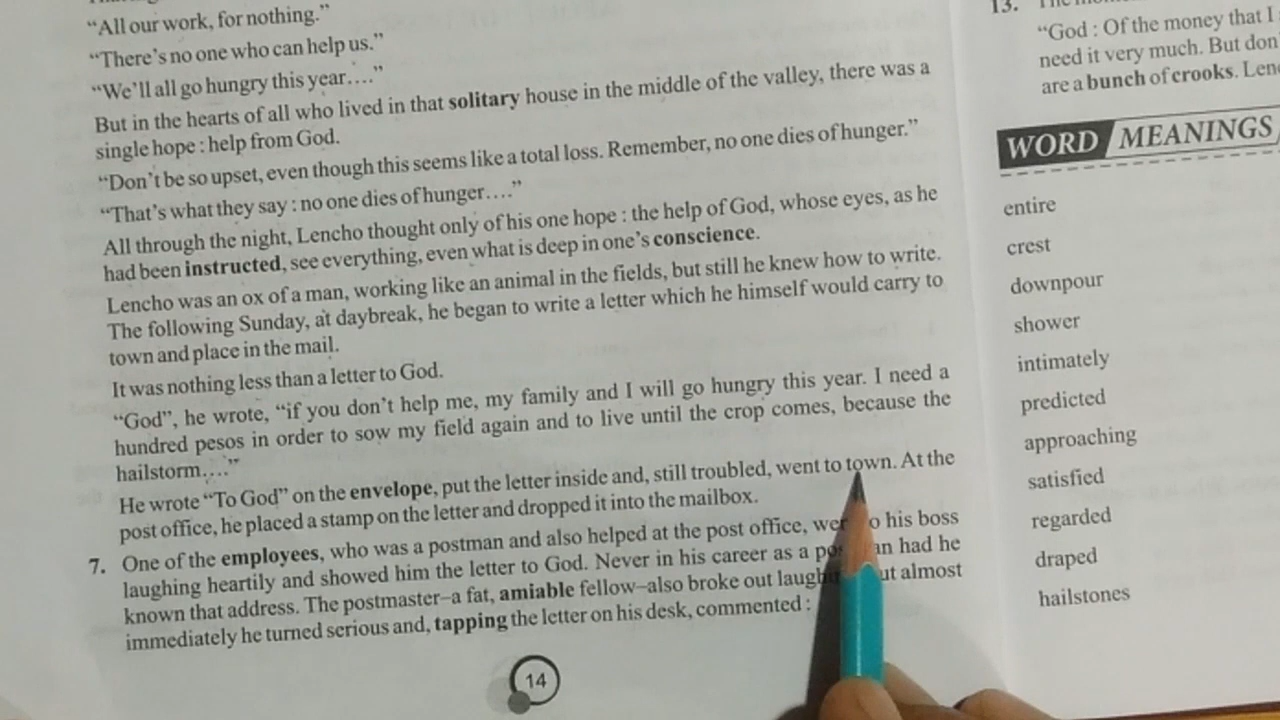 "All our work, for nothing."
"There's no one who can help us."
"We'll all go hungry this year…."
But in the hearts of all who lived in that solitary house in the middle of the valley, there was a
single hope : help from God.
"Don't be so upset, even though this seems like a total loss. Remember, no one dies of hunger."
"That's what they say : no one dies of hunger…."
All through the night, Lencho thought only of his one hope : the help of God, whose eyes, as he
had been instructed, see everything, even what is deep in one's conscience.
Lencho was an ox of a man, working like an animal in the fields, but still he knew how to write.
The following Sunday, at daybreak, he began to write a letter which he himself would carry to
town and place in the mail.
It was nothing less than a letter to God.
"God", he wrote, "if you don't help me, my family and I will go hungry this year. I need a
hundred pesos in order to sow my field again and to live until the crop comes, because the
hailstorm…."
He wrote "To God" on the envelope, put the letter inside and, still troubled, went to town. At the
post office, he placed a stamp on the letter and dropped it into the mailbox.
7. One of the employees, who was a postman and also helped at the post office, to his boss
laughing heartily and showed him the letter to God. Never in his career as a had he
known that address. The postmaster–a fat, amiable fellow–also broke out almost
immediately he turned serious and, tapping the letter on his desk, commented :
14
13.
"God : Of the money that I
need it very much. But don
are a bunch of crooks. Len
WORD MEANINGS
entire
crest
downpour
shower
intimately
predicted
approaching
satisfied
regarded
draped
hailstones